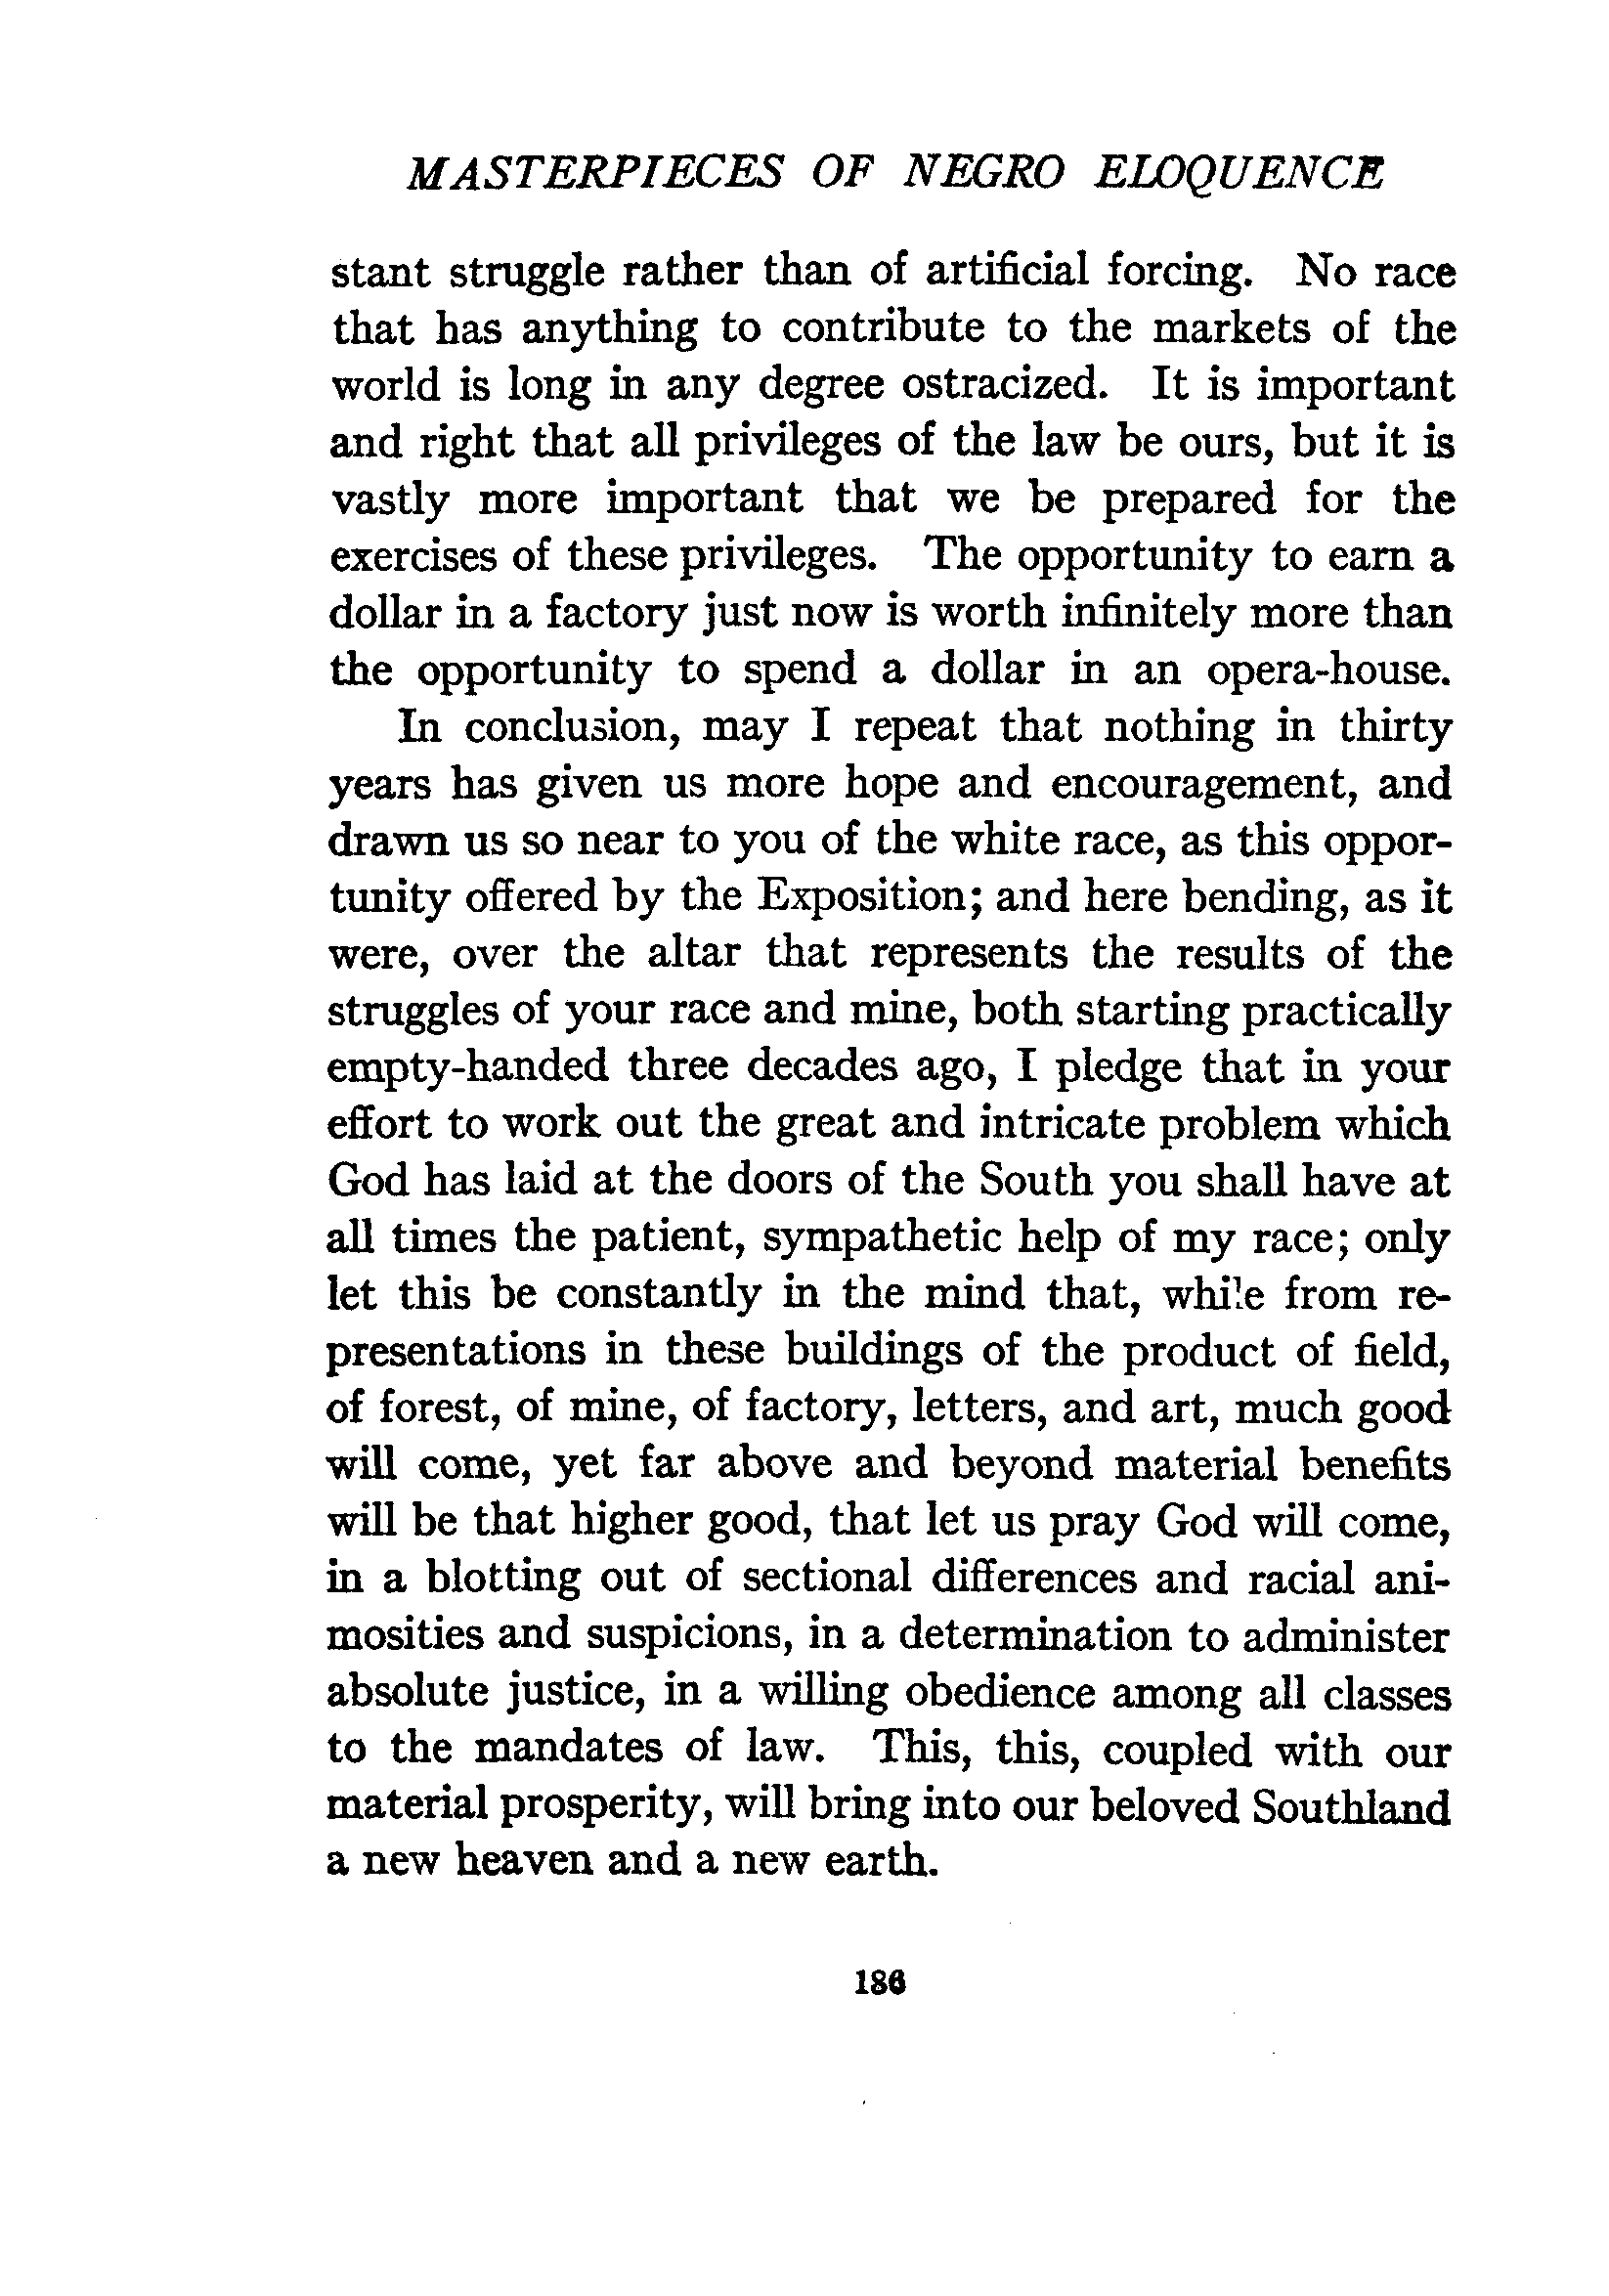 MASTERPIECES OF NEGRO ELOQUENCE
stant struggle rather than of artificial forcing. No race
that has anything to contribute to the markets of the
world is long in any degree ostracized. It is important
and right that all privileges of the law be ours, but it is
vastly more important that we be prepared for the
exercises of these privileges. The opportunity to earn a
dollar in a factory just now is worth infinitely more than
the opportunity to spend a dollar in an opera-house.
In conclusion, may I repeat that nothing in thirty
years has given us more hope and encouragement, and
drawn us so near to you of the white race, as this oppor-
tunity offered by the Exposition; and here bending, as it
were, over the altar that represents the results of the
struggles of your race and mine, both starting practically
empty-handed three decades ago, I pledge that in your
effort to work out the great and intricate problem which
God has laid at the doors of the South you shall have at
all times the patient, sympathetic help of my race; only
let this be constantly in the mind that, while from re-
presentations in these buildings of the product of field,
of forest, of mine, of factory, letters, and art, much good
will come, yet far above and beyond material benefits
will be that higher good, that let us pray God will come,
in a blotting out of sectional differences and racial ani-
mosities and suspicions, in a determination to administer
absolute justice, in a willing obedience among all classes
to the mandates of law. This, this, coupled with our
material prosperity, will bring into our beloved Southland
a new heaven and a new earth.
186